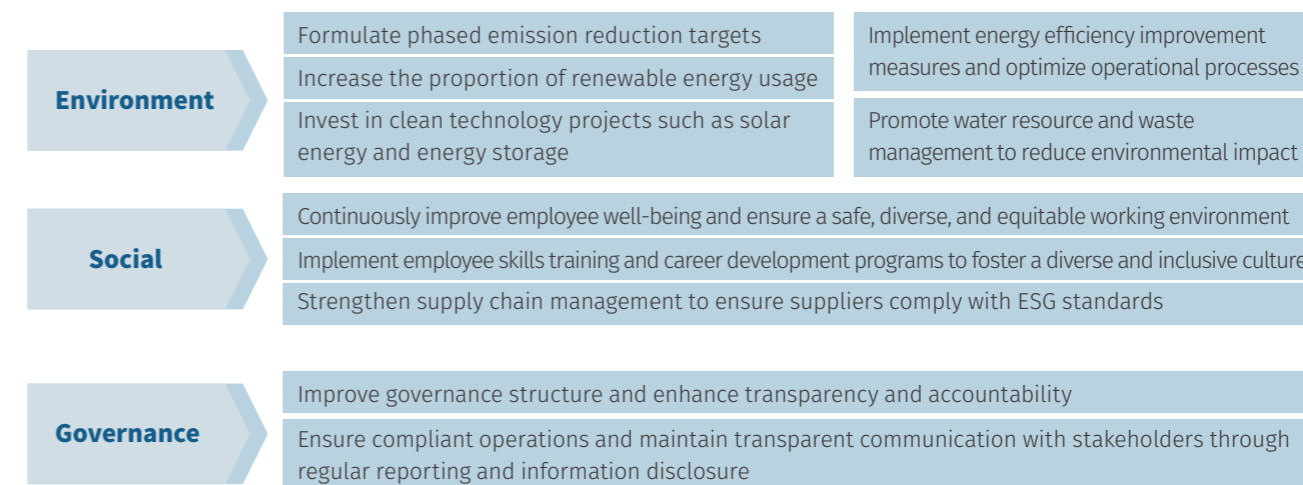 Environment
Formulate phased emission reduction targets
Increase the proportion of renewable energy usage
Invest in clean technology projects such as solar
energy and energy storage
Implement energy efficiency improvement
measures and optimize operational processes
Promote water resource and waste
management to reduce environmental impact
Social
Continuously improve employee well-being and ensure a safe, diverse, and equitable working environment
Implement employee skills training and career development programs to foster a diverse and inclusive culture
Strengthen supply chain management to ensure suppliers comply with ESG standards
Governance
Improve governance structure and enhance transparency and accountability
Ensure compliant operations and maintain transparent communication with stakeholders through
regular reporting and information disclosure